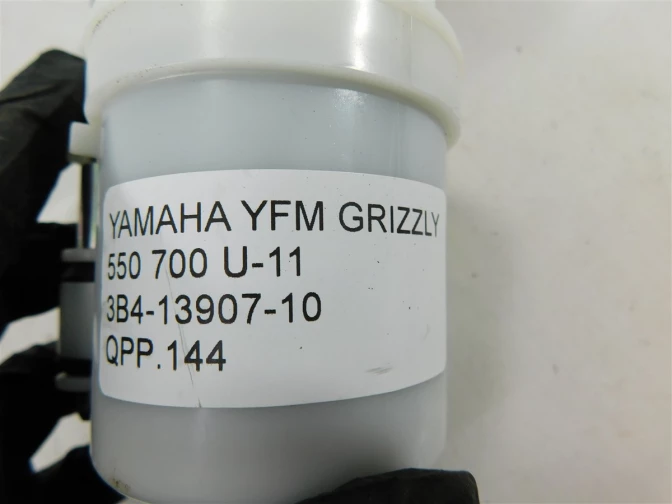 YAMAHA YFM GRIZZLY
550 700 U-11
3B4-13907-10
QPP.144